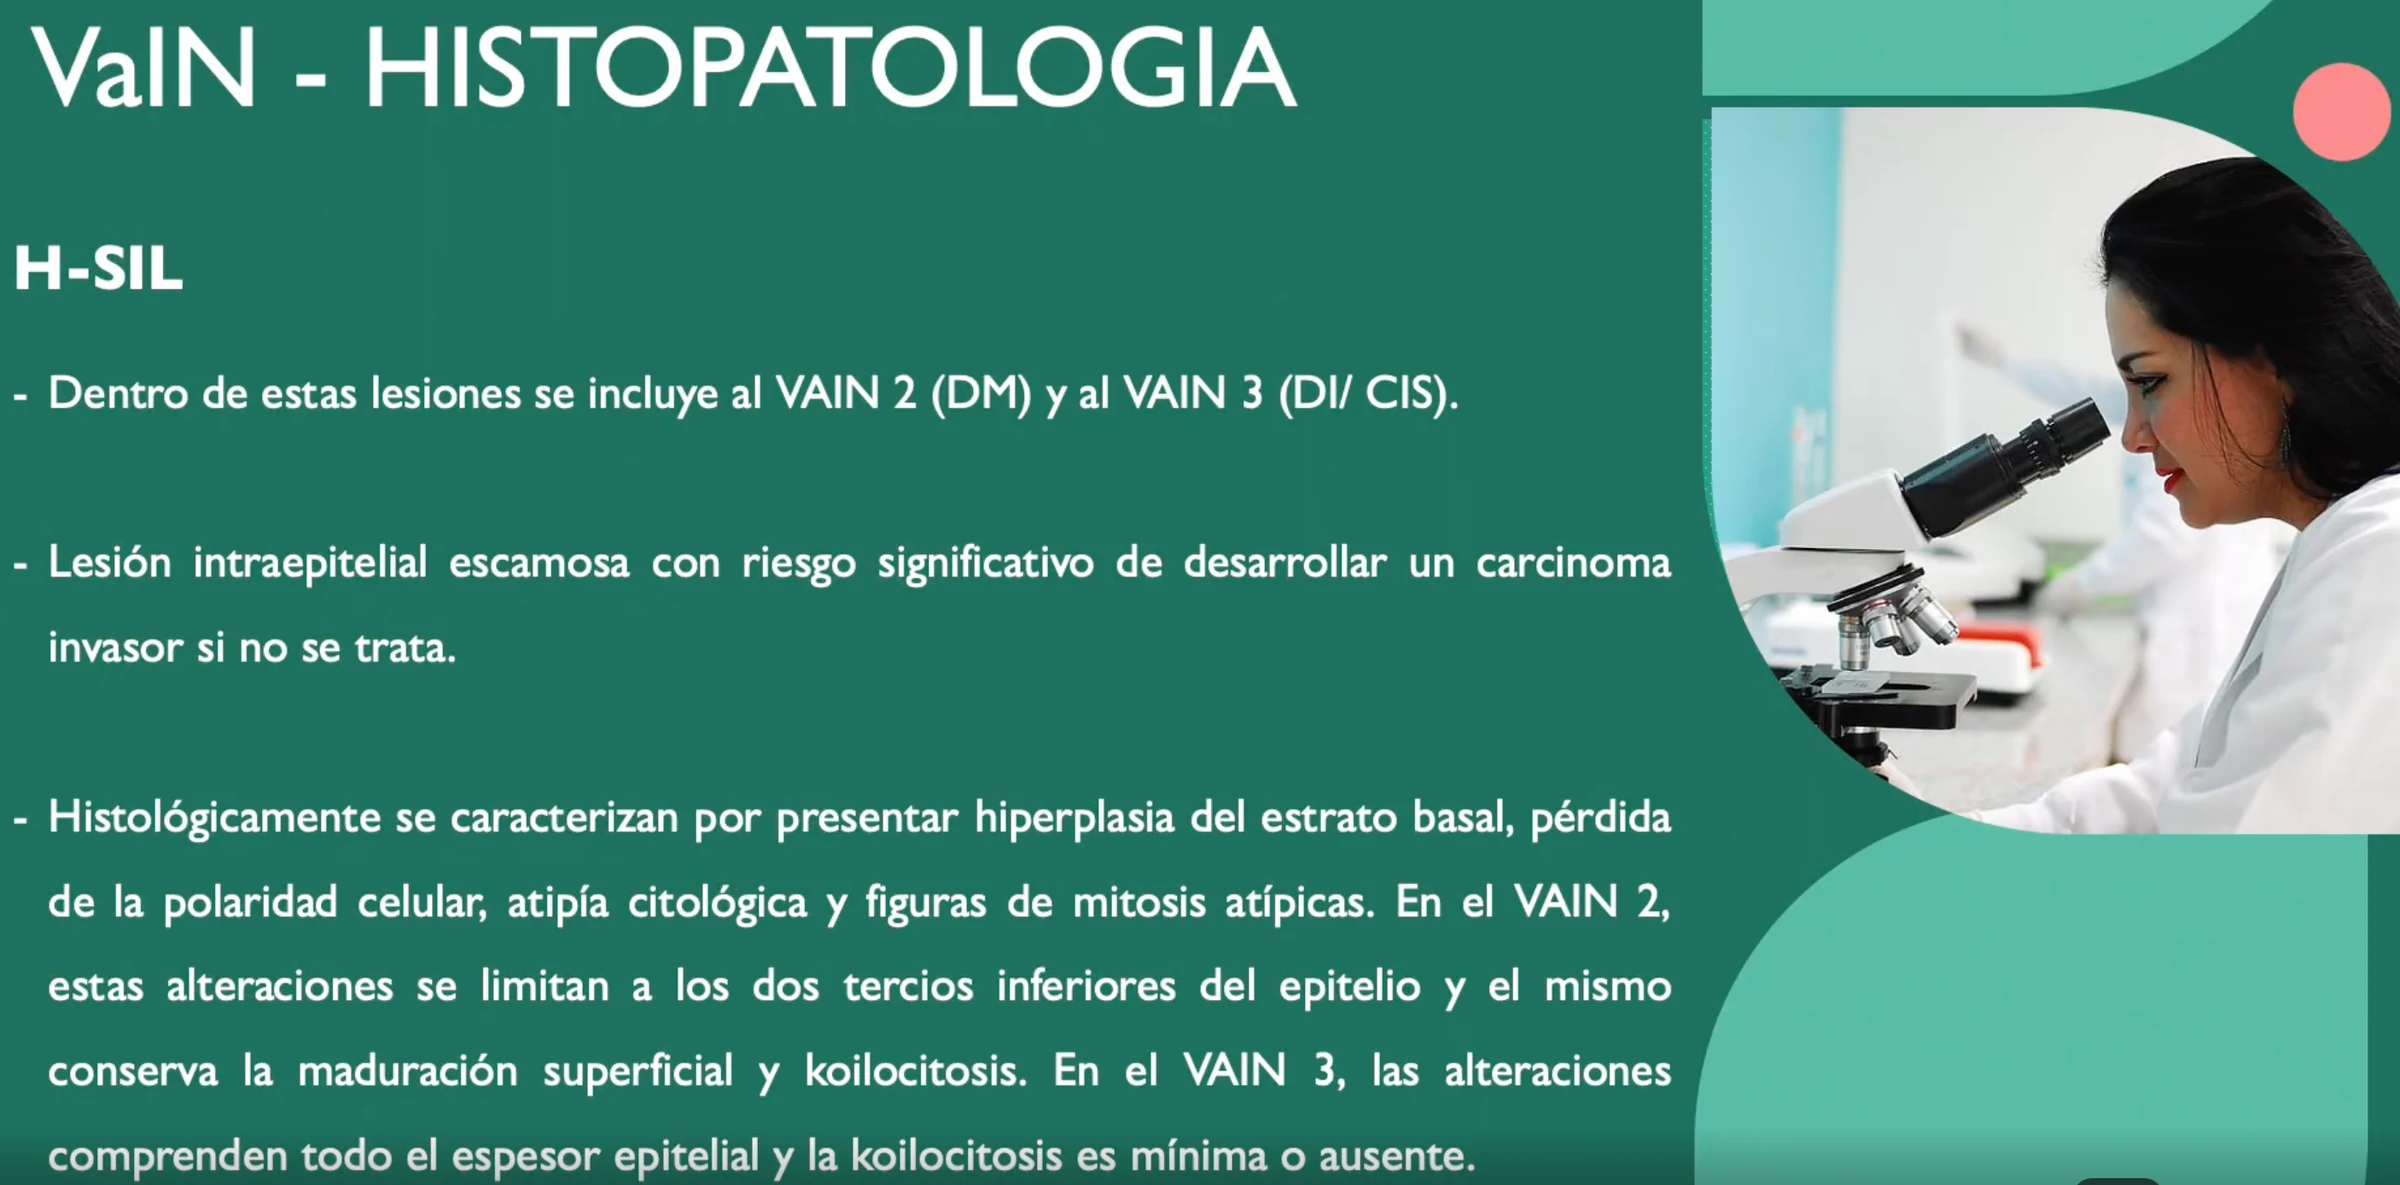 VaIN - HISTOPATOLOGIA
H-SIL
- Dentro de estas lesiones se incluye al VAIN 2 (DM) y al VAIN 3 (DI/ CIS).
- Lesión intraepitelial escamosa con riesgo significativo de desarrollar un carcinoma
invasor si no se trata.
- Histológicamente se caracterizan por presentar hiperplasia del estrato basal, pérdida
de la polaridad celular, atipía citológica y figuras de mitosis atípicas. En el VAIN 2,
estas alteraciones se limitan a los dos tercios inferiores del epitelio y el mismo
conserva la maduración superficial y koilocitosis. En el VAIN 3, las alteraciones
comprenden todo el espesor epitelial y la koilocitosis es mínima o ausente.